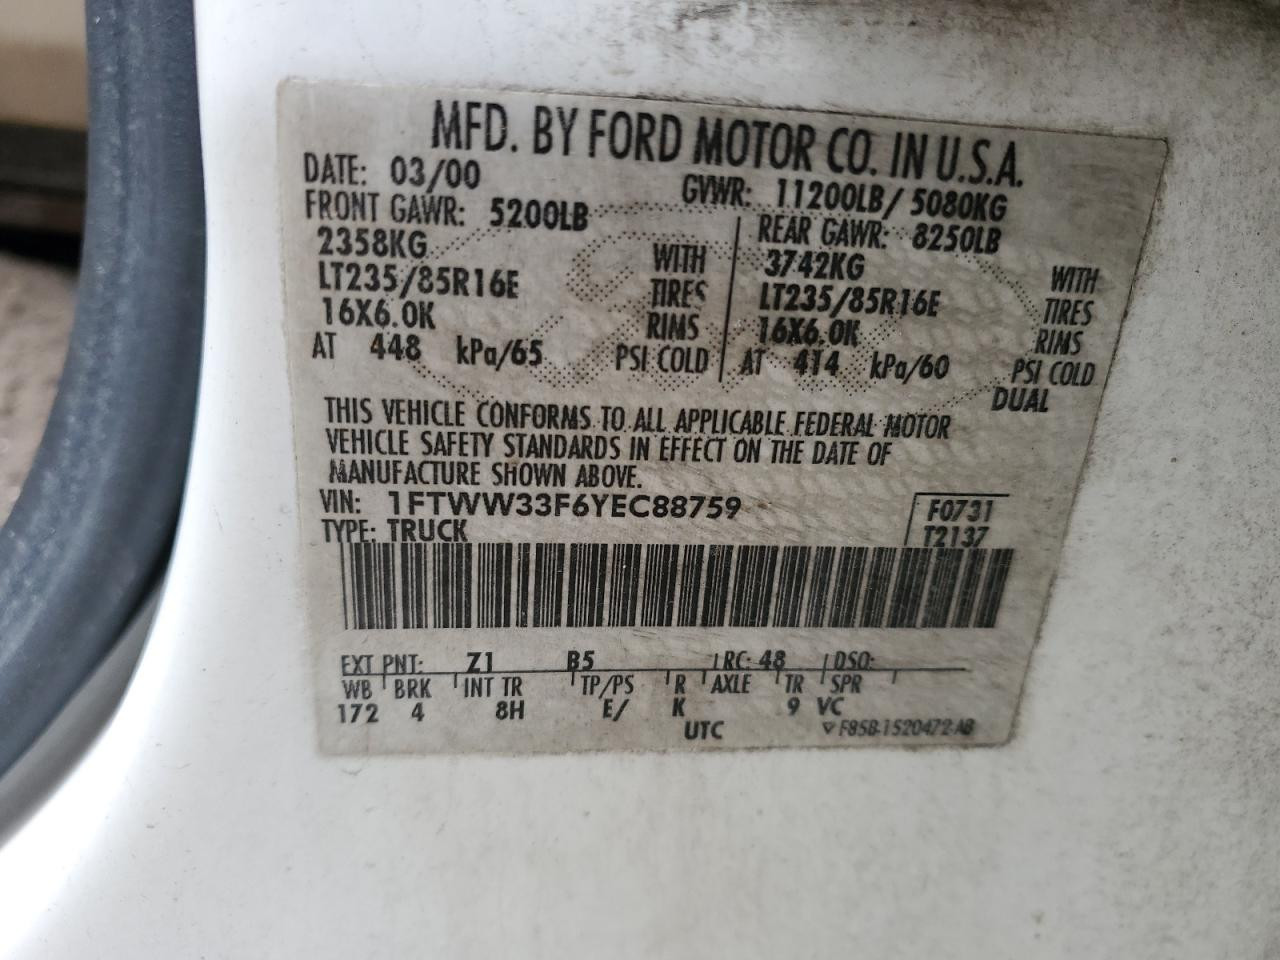 MFD. BY FORD MOTOR CO. IN U.S.A.
DATE: 03/00 GVWR: 11200LB/ 5080KG
FRONT GAWR: 5200LB REAR GAWR: 8250LB
2358KG WITH 3742KG WITH
LT235/85R16E TIRES LT235/85R16E TIRES
16X6.0K RIMS 16X6.0K RIMS
AT 448 kPa/65 PSI COLD AT 414 kPa/60 PSI COLD
DUAL
THIS VEHICLE CONFORMS TO ALL APPLICABLE FEDERAL MOTOR
VEHICLE SAFETY STANDARDS IN EFFECT ON THE DATE OF
MANUFACTURE SHOWN ABOVE.
VIN: 1FTWW33F6YEC88759 F0731
TYPE: TRUCK T2137
EXT PNT: Z1 B5 RC: 48 DSO:
WB BRK INT TR TP/PS R AXLE TR SPR
172 4 8H E/ K 9 VC
UTC F85B-1520472-AB